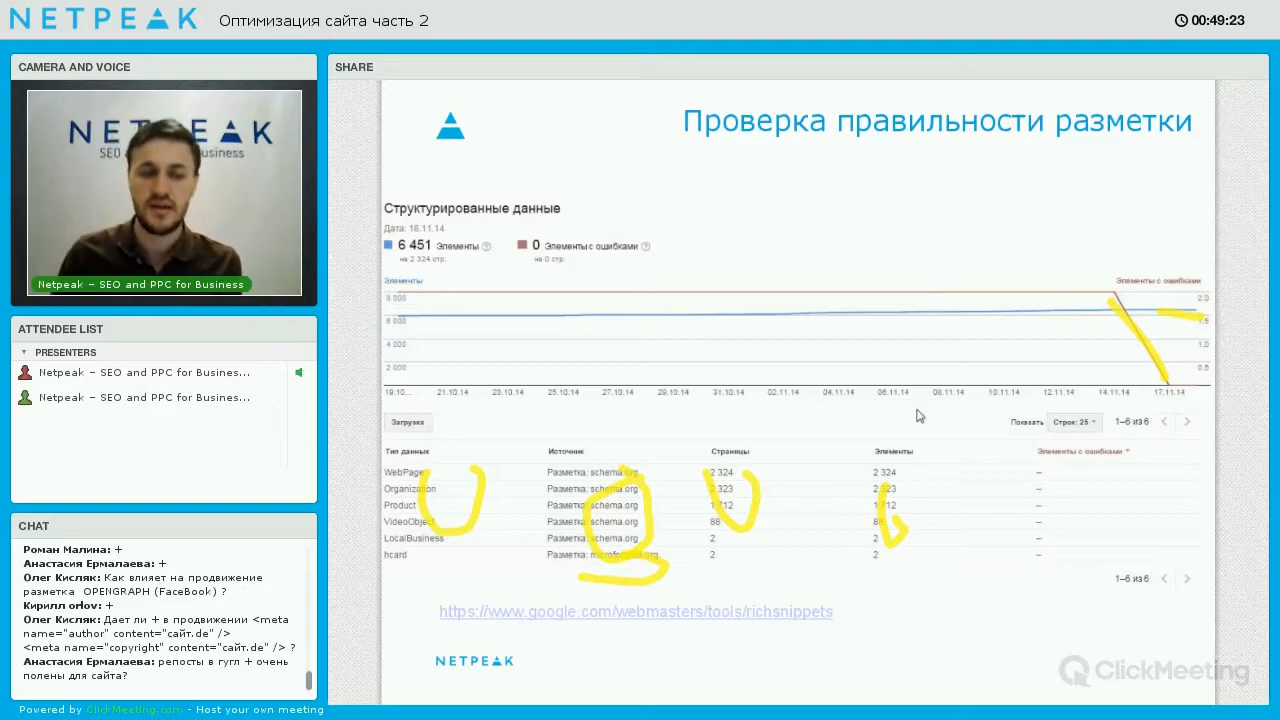 NETPEAK
Оптимизация сайта часть 2
00:49:23
CAMERA AND VOICE
NETPEAK
SEO and Business
Netpeak – SEO and PPC for Business
ATTENDEE LIST
PRESENTERS
Netpeak – SEO and PPC for Busines...
Netpeak – SEO and PPC for Busines...
CHAT
Роман Малина: +
Анастасия Ермалаева: +
Олег Кисляк: Как влияет на продвижение
разметка OPENGRAPH (FaceBook) ?
Кирилл orlov: +
Олег Кисляк: Дает ли + в продвижении <meta
name="author" content="сайт.de" />
<meta name="copyright" content="сайт.de" /> ?
Анастасия Ермалаева: репосты в гугл + очень
полены для сайта?
Powered by ClickMeeting.com - Host your own meeting
SHARE
Проверка правильности разметки
Структурированные данные
Дата: 18.11.14
6 451 Элементы
0 Элементы с ошибками
на 2 324 стр.
на 0 стр.
Элементы
Элементы с ошибками
8 000
2.0
6 000
1.5
4 000
1.0
2 000
0.5
19.10... 21.10.14 23.10.14 25.10.14 27.10.14 29.10.14 31.10.14 02.11.14 04.11.14 06.11.14 08.11.14 10.11.14 12.11.14 14.11.14 17.11.14
Загрузка
Показать Строк: 25 1–6 из 6
Тип данных Источник Страницы Элементы Элементы с ошибками
WebPage Разметка: schema.org 2 324 2 324 –
Organization Разметка: schema.org 2 323 2 323 –
Product Разметка: schema.org 1 712 1 712 –
VideoObject Разметка: schema.org 88 88 –
LocalBusiness Разметка: schema.org 2 2 –
hcard Разметка: microformats.org 2 2 –
1–6 из 6
https://www.google.com/webmasters/tools/richsnippets
NETPEAK
ClickMeeting